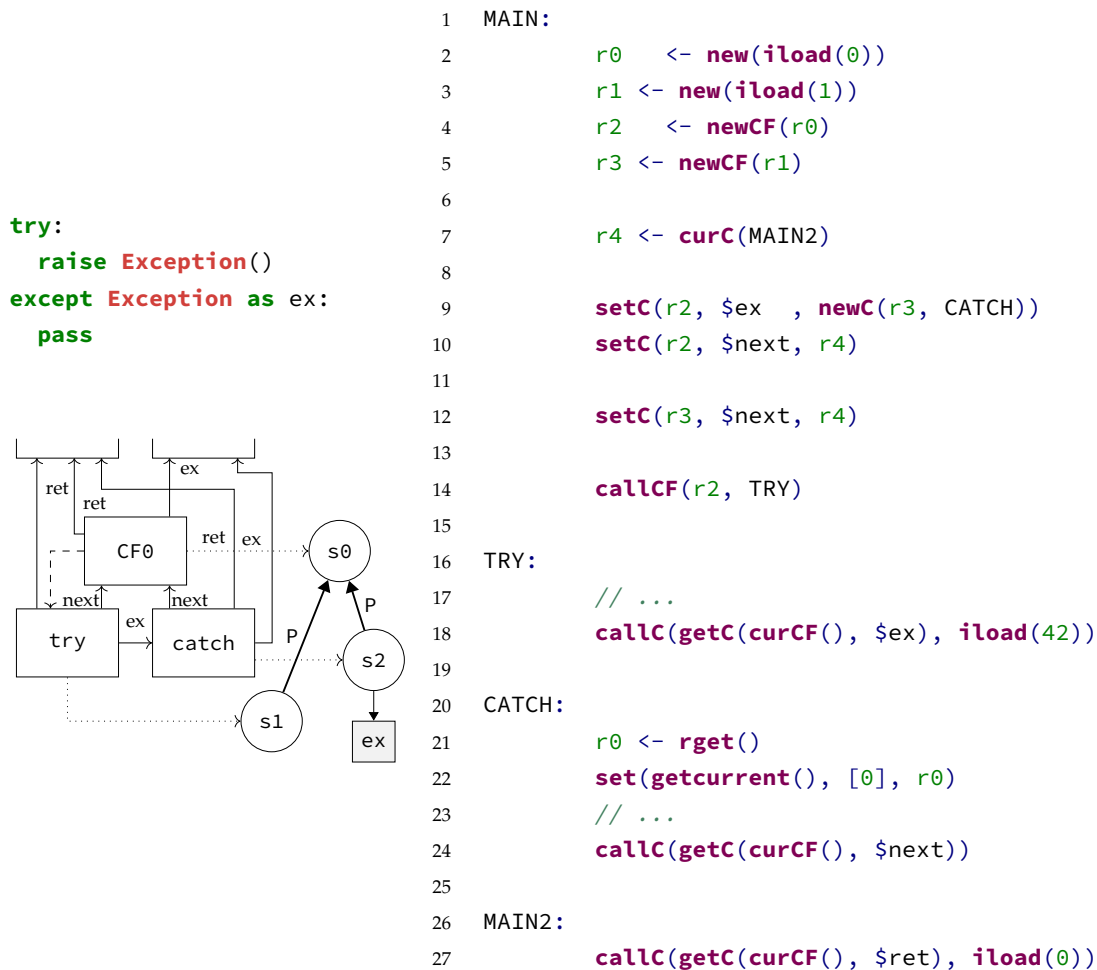 try:
  raise Exception()
except Exception as ex:
  pass
ret
ret
ex
CF0
ret
ex
s0
next
next
ex
P
P
try
catch
s2
s1
ex
1 MAIN:
2 r0   <- new(iload(0))
3 r1 <- new(iload(1))
4 r2   <- newCF(r0)
5 r3 <- newCF(r1)
6
7 r4 <- curC(MAIN2)
8
9 setC(r2, $ex  , newC(r3, CATCH))
10 setC(r2, $next, r4)
11
12 setC(r3, $next, r4)
13
14 callCF(r2, TRY)
15
16 TRY:
17 // ...
18 callC(getC(curCF(), $ex), iload(42))
19
20 CATCH:
21 r0 <- rget()
22 set(getcurrent(), [0], r0)
23 // ...
24 callC(getC(curCF(), $next))
25
26 MAIN2:
27 callC(getC(curCF(), $ret), iload(0))